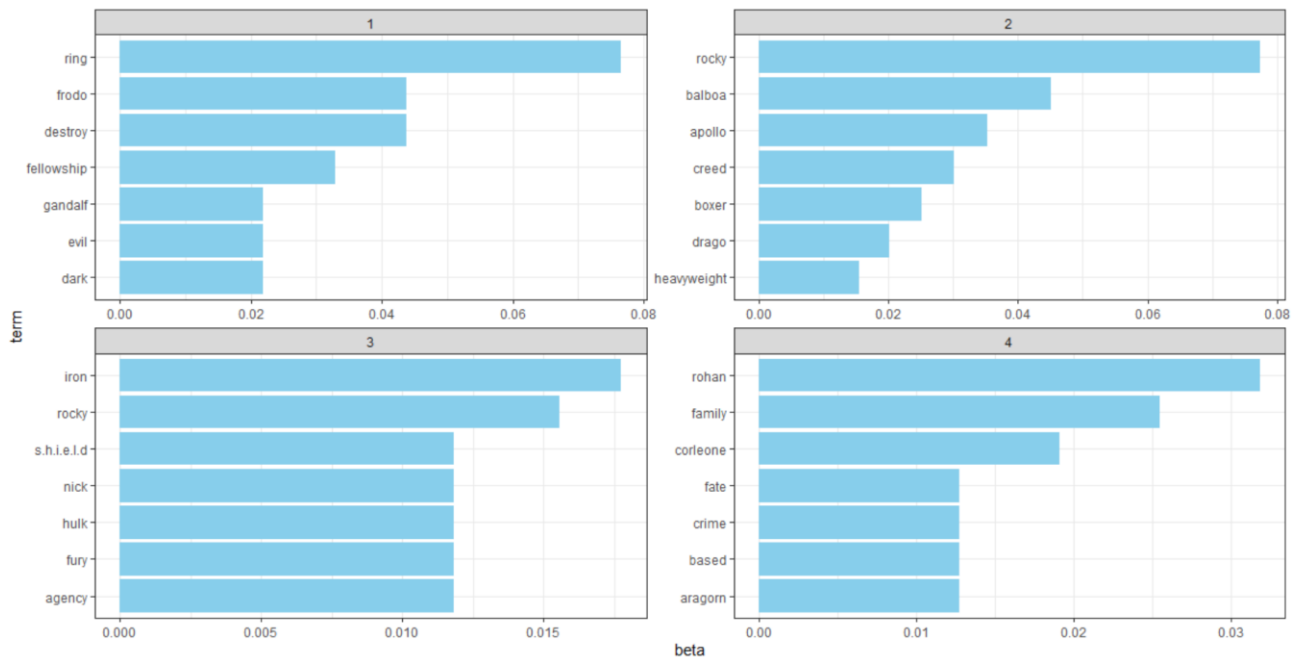 1
ring
frodo
destroy
fellowship
gandalf
evil
dark
0.00 0.02 0.04 0.06 0.08
2
rocky
balboa
apollo
creed
boxer
drago
heavyweight
0.00 0.02 0.04 0.06 0.08
term
3
iron
rocky
s.h.i.e.l.d
nick
hulk
fury
agency
0.000 0.005 0.010 0.015
4
rohan
family
corleone
fate
crime
based
aragorn
0.00 0.01 0.02 0.03
beta